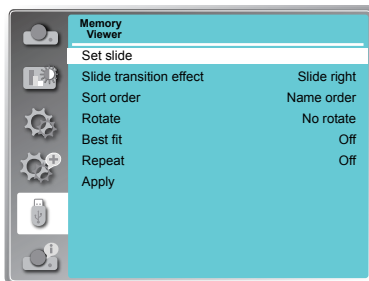 Memory
Viewer
Set slide
Slide transition effect Slide right
Sort order Name order
Rotate No rotate
Best fit Off
Repeat Off
Apply